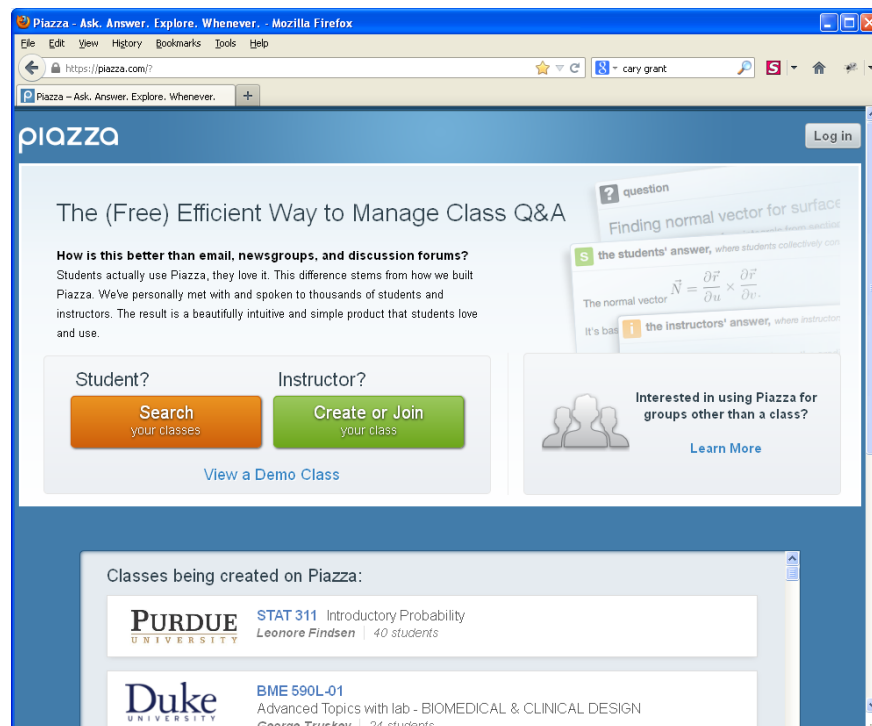 Piazza - Ask. Answer. Explore. Whenever. - Mozilla Firefox
File Edit View History Bookmarks Tools Help
https://piazza.com/?
cary grant
Piazza – Ask. Answer. Explore. Whenever.
piazza
Log in
The (Free) Efficient Way to Manage Class Q&A
How is this better than email, newsgroups, and discussion forums?
Students actually use Piazza, they love it. This difference stems from how we built
Piazza. We've personally met with and spoken to thousands of students and
instructors. The result is a beautifully intuitive and simple product that students love
and use.
? question
Finding normal vector for surface
S the students' answer, where students collectively con
The normal vector N⃗ = ∂r⃗/∂u × ∂r⃗/∂v.
It's bas
i the instructors' answer, where instructor
Student?
Search
your classes
Instructor?
Create or Join
your class
View a Demo Class
Interested in using Piazza for
groups other than a class?
Learn More
Classes being created on Piazza:
PURDUE
UNIVERSITY
STAT 311 Introductory Probability
Leonore Findsen | 40 students
Duke
UNIVERSITY
BME 590L-01
Advanced Topics with lab - BIOMEDICAL & CLINICAL DESIGN
George Truskey | 24 students